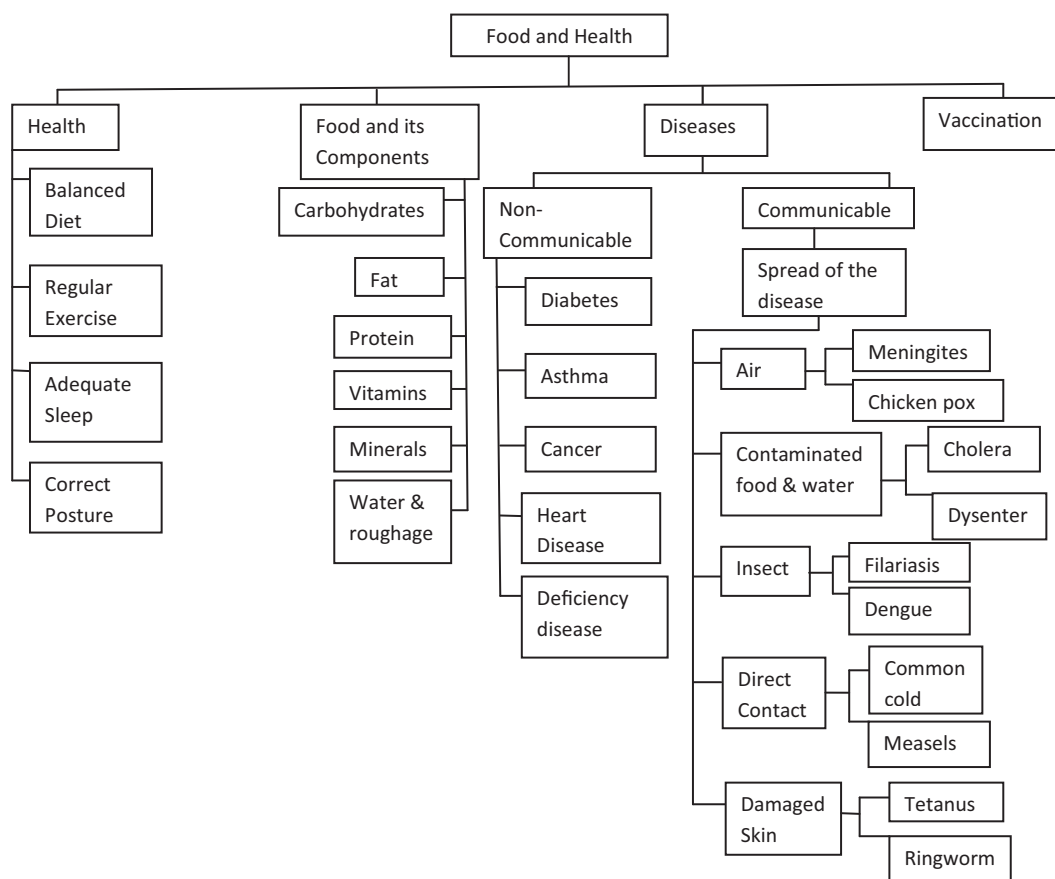 Food and Health
Health
Balanced
Diet
Regular
Exercise
Adequate
Sleep
Correct
Posture
Food and its
Components
Carbohydrates
Fat
Protein
Vitamins
Minerals
Water &
roughage
Diseases
Non-
Communicable
Diabetes
Asthma
Cancer
Heart
Disease
Deficiency
disease
Communicable
Spread of the
disease
Air
Meningites
Chicken pox
Contaminated
food & water
Cholera
Dysenter
Insect
Filariasis
Dengue
Direct
Contact
Common
cold
Measels
Damaged
Skin
Tetanus
Ringworm
Vaccination